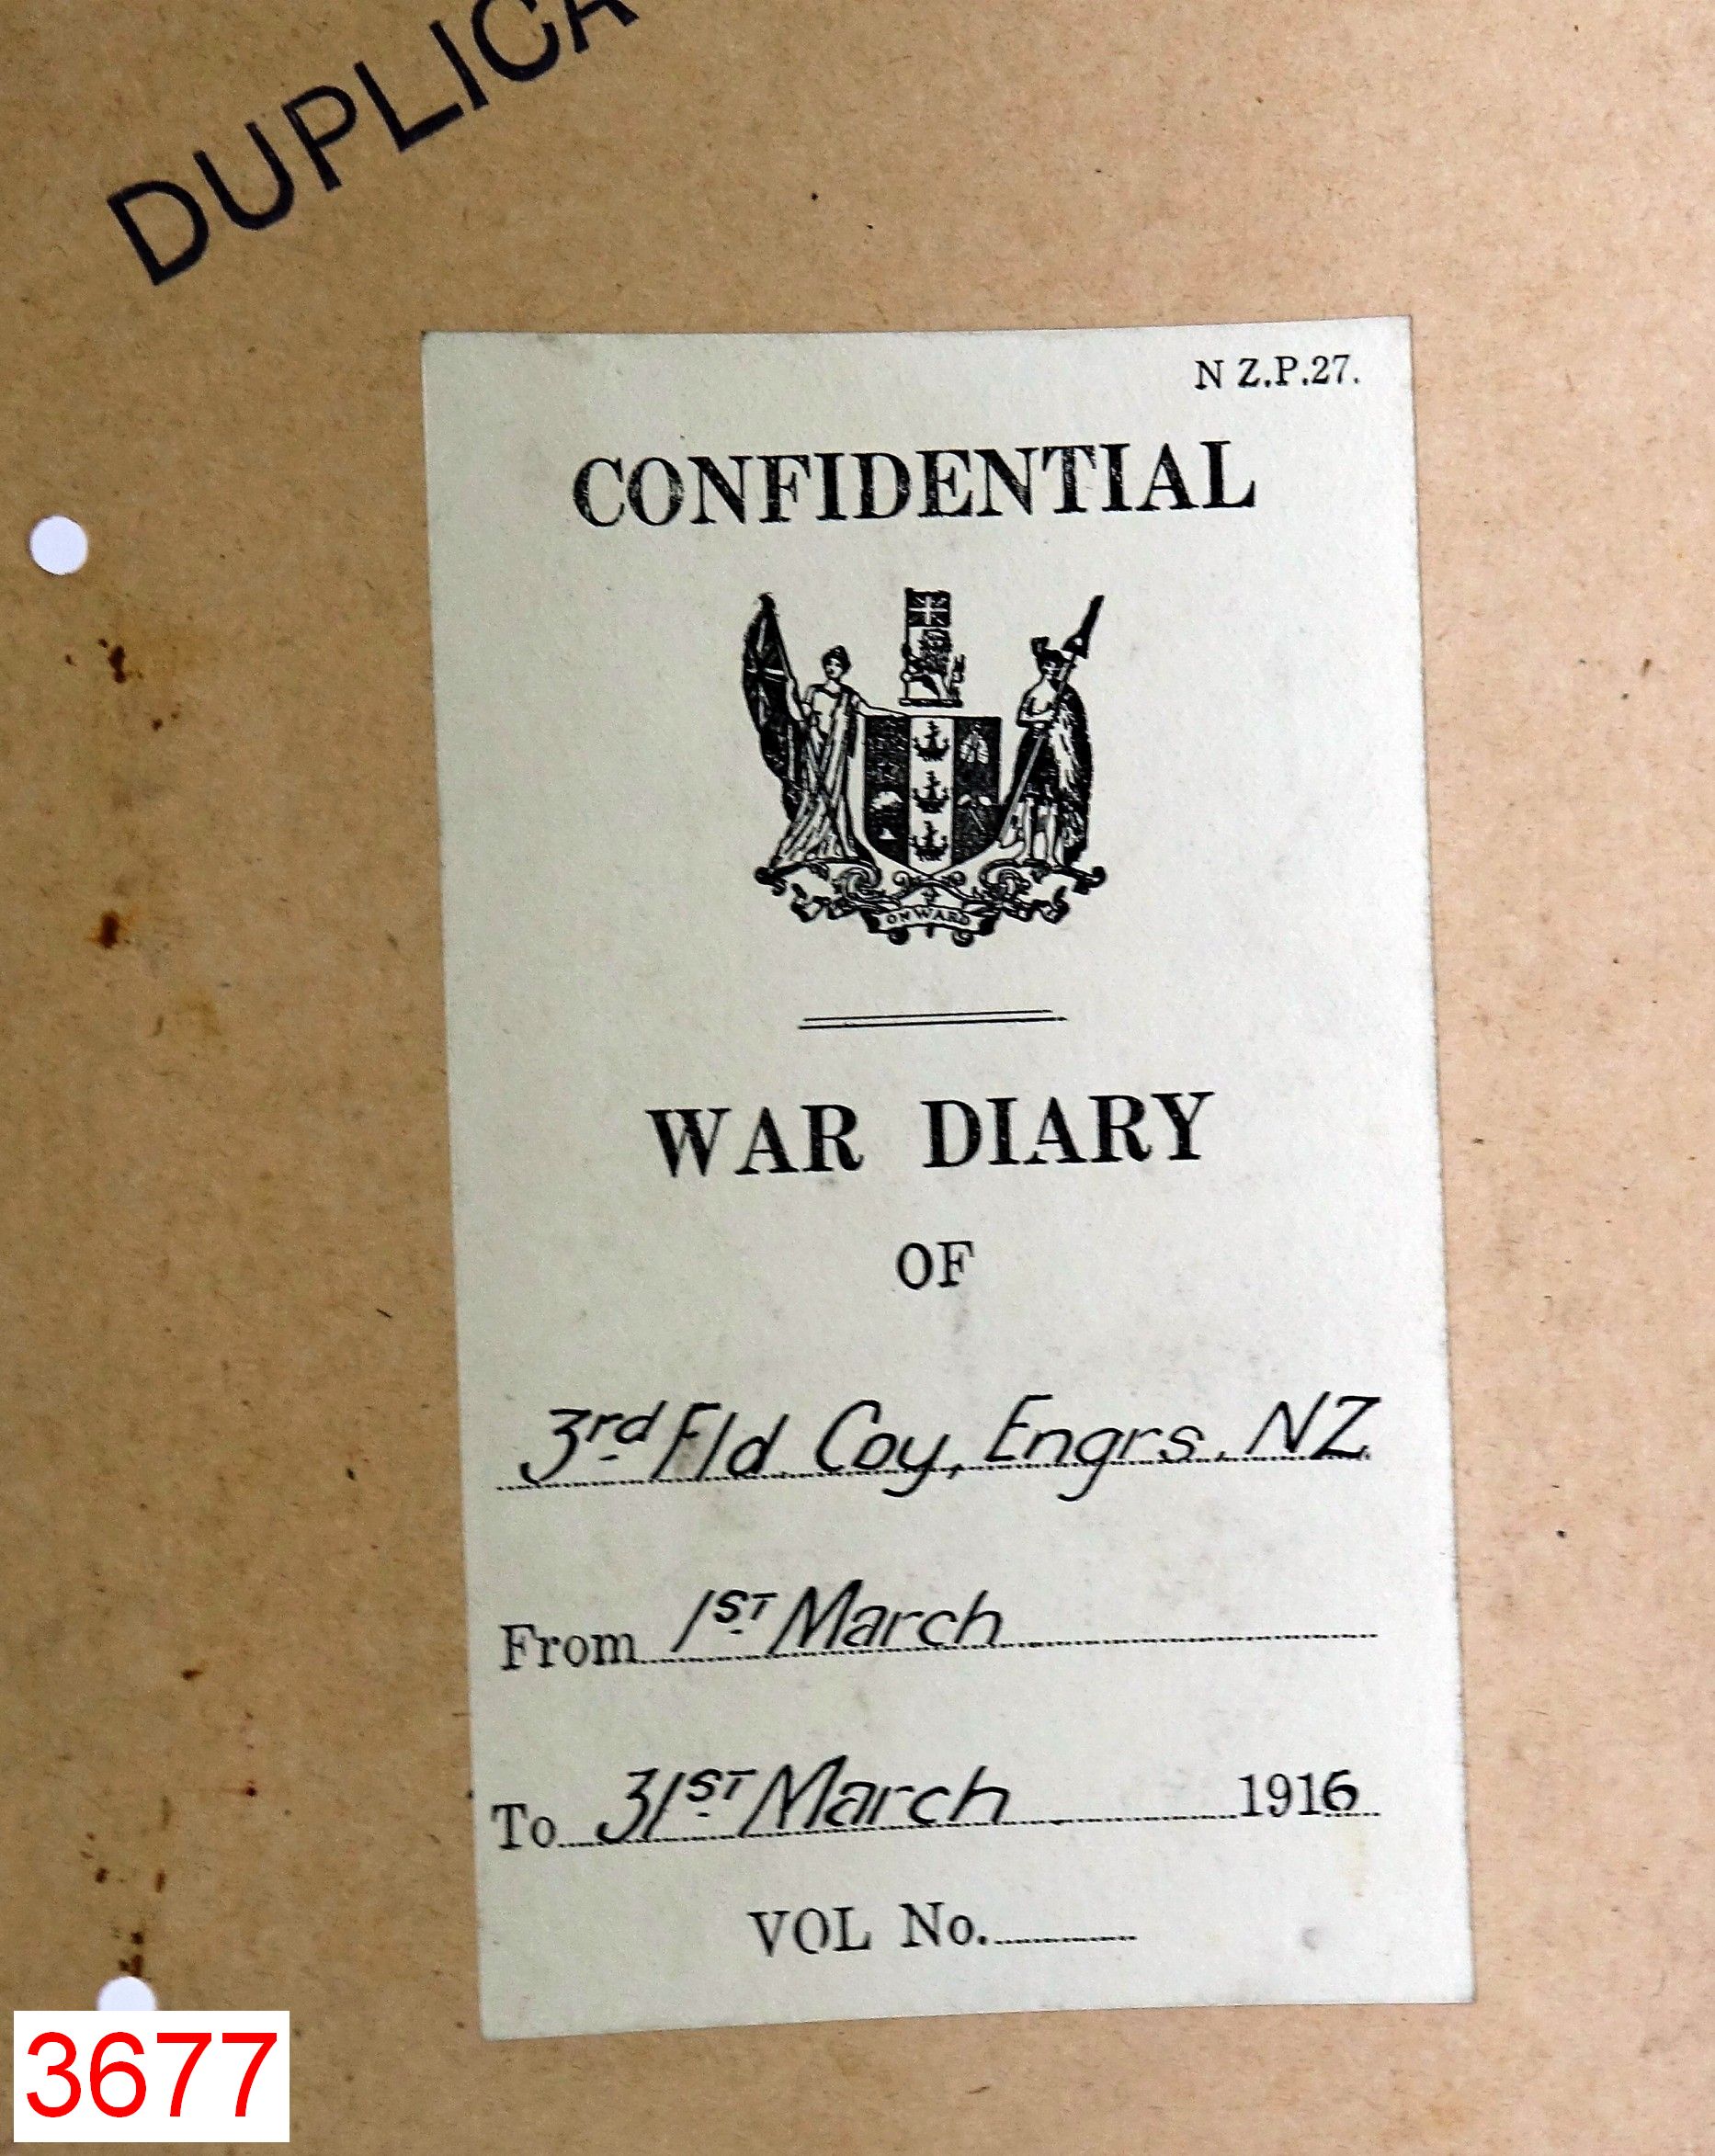 DUPLICA
N Z.P.27.
CONFIDENTIAL
ONWARD
WAR DIARY
OF
3rd Fld Coy, Engrs. NZ.
From 1ST March
To 31ST March 1916
VOL No.
3677